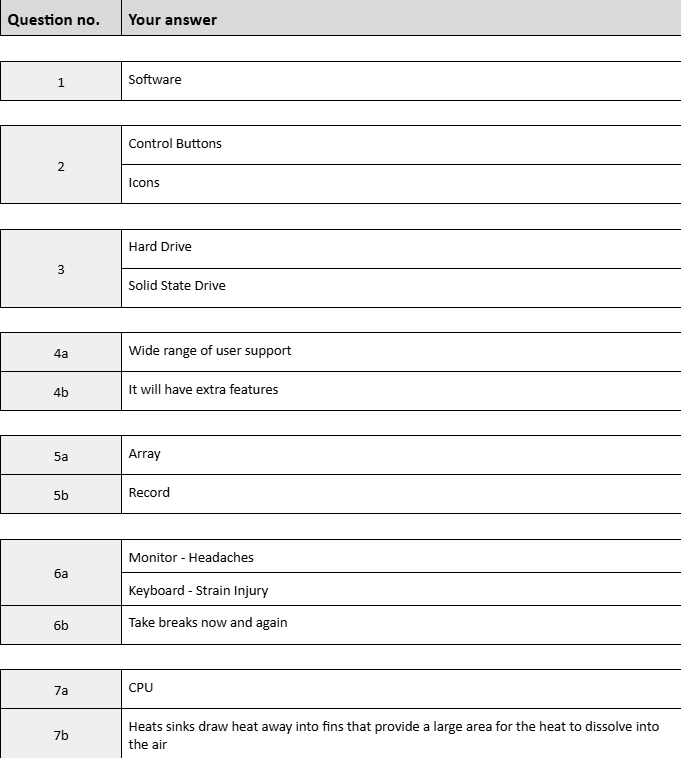 Question no. Your answer
1 Software
2 Control Buttons
Icons
3 Hard Drive
Solid State Drive
4a Wide range of user support
4b It will have extra features
5a Array
5b Record
6a Monitor - Headaches
Keyboard - Strain Injury
6b Take breaks now and again
7a CPU
7b Heats sinks draw heat away into fins that provide a large area for the heat to dissolve into
the air